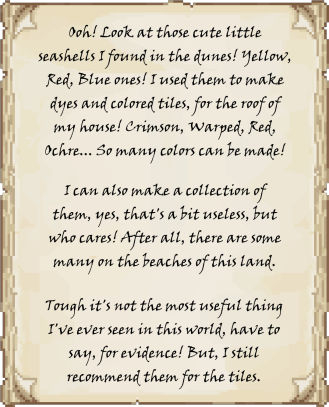 Ooh! Look at those cute little
seashells I found in the dunes! Yellow,
Red, Blue ones! I used them to make
dyes and colored tiles, for the roof of
my house! Crimson, Warped, Red,
Ochre... So many colors can be made!
I can also make a collection of
them, yes, that's a bit useless, but
who cares! After all, there are some
many on the beaches of this land.
Tough it's not the most useful thing
I've ever seen in this world, have to
say, for evidence! But, I still
recommend them for the tiles.